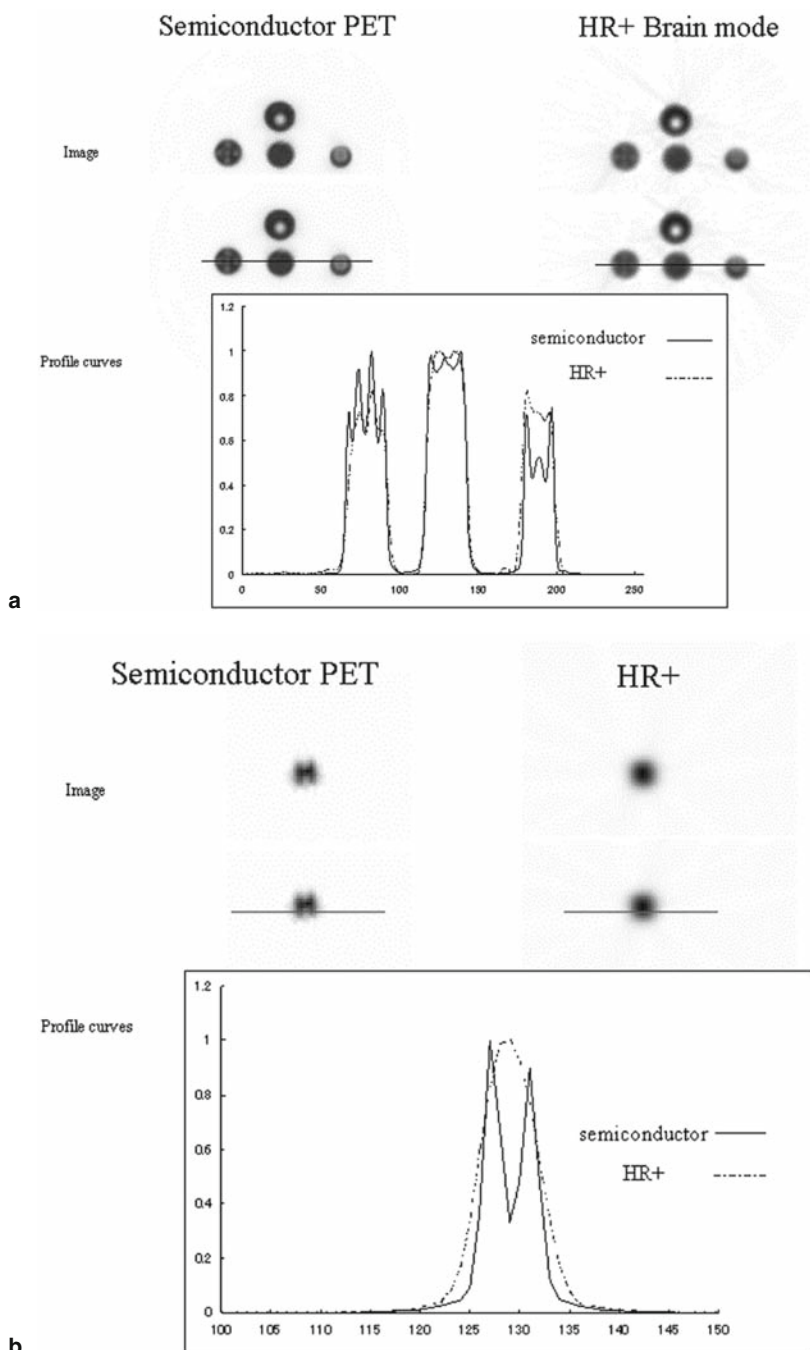 Semiconductor PET HR+ Brain mode
Image
Profile curves
semiconductor
HR+
1.2
1
0.8
0.6
0.4
0.2
0
0 50 100 150 200 250
a
Semiconductor PET HR+
Image
Profile curves
semiconductor
HR+
1.2
1
0.8
0.6
0.4
0.2
0
100 105 110 115 120 125 130 135 140 145 150
b